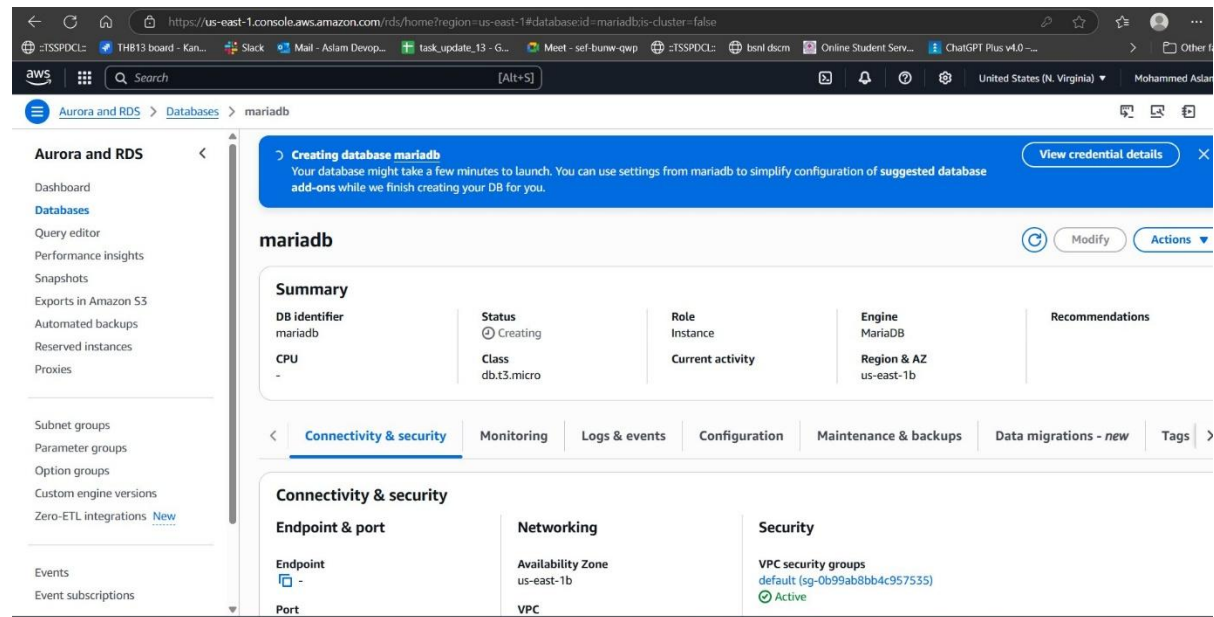 https://us-east-1.console.aws.amazon.com/rds/home?region=us-east-1#database:id=mariadb;is-cluster=false
::TSSPDCL:: THB13 board - Kan... Slack Mail - Aslam Devop... task_update_13 - G... Meet - sef-bunw-qwp ::TSSPDCL:: bsnl dscrn Online Student Serv... ChatGPT Plus v4.0 –... Other fa
aws Search [Alt+S] United States (N. Virginia) Mohammed Aslam
Aurora and RDS > Databases > mariadb
Aurora and RDS
Dashboard
Databases
Query editor
Performance insights
Snapshots
Exports in Amazon S3
Automated backups
Reserved instances
Proxies
Subnet groups
Parameter groups
Option groups
Custom engine versions
Zero-ETL integrations New
Events
Event subscriptions
Creating database mariadb
Your database might take a few minutes to launch. You can use settings from mariadb to simplify configuration of suggested database
add-ons while we finish creating your DB for you.
View credential details
mariadb
Modify
Actions
Summary
DB identifier
mariadb
Status
Creating
Role
Instance
Engine
MariaDB
Recommendations
CPU
-
Class
db.t3.micro
Current activity
Region & AZ
us-east-1b
Connectivity & security Monitoring Logs & events Configuration Maintenance & backups Data migrations - new Tags
Connectivity & security
Endpoint & port
Endpoint
-
Port
Networking
Availability Zone
us-east-1b
VPC
Security
VPC security groups
default (sg-0b99ab8bb4c957535)
Active